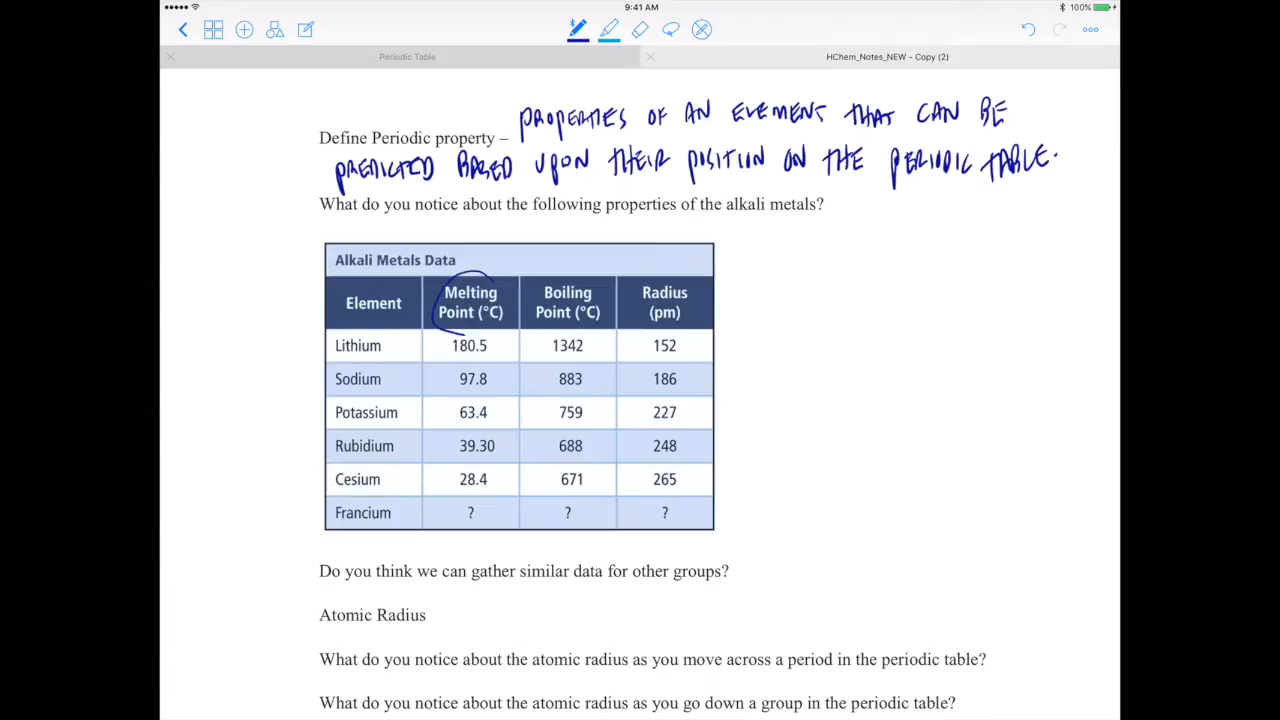 9:41 AM
100%
Periodic Table
HChem_Notes_NEW - Copy (2)
Define Periodic property – PROPERTIES OF AN ELEMENT THAT CAN BE
PREDICTED BASED UPON THEIR POSITION ON THE PERIODIC TABLE.
What do you notice about the following properties of the alkali metals?
Alkali Metals Data
Element Melting Point (°C) Boiling Point (°C) Radius (pm)
Lithium 180.5 1342 152
Sodium 97.8 883 186
Potassium 63.4 759 227
Rubidium 39.30 688 248
Cesium 28.4 671 265
Francium ? ? ?
Do you think we can gather similar data for other groups?
Atomic Radius
What do you notice about the atomic radius as you move across a period in the periodic table?
What do you notice about the atomic radius as you go down a group in the periodic table?